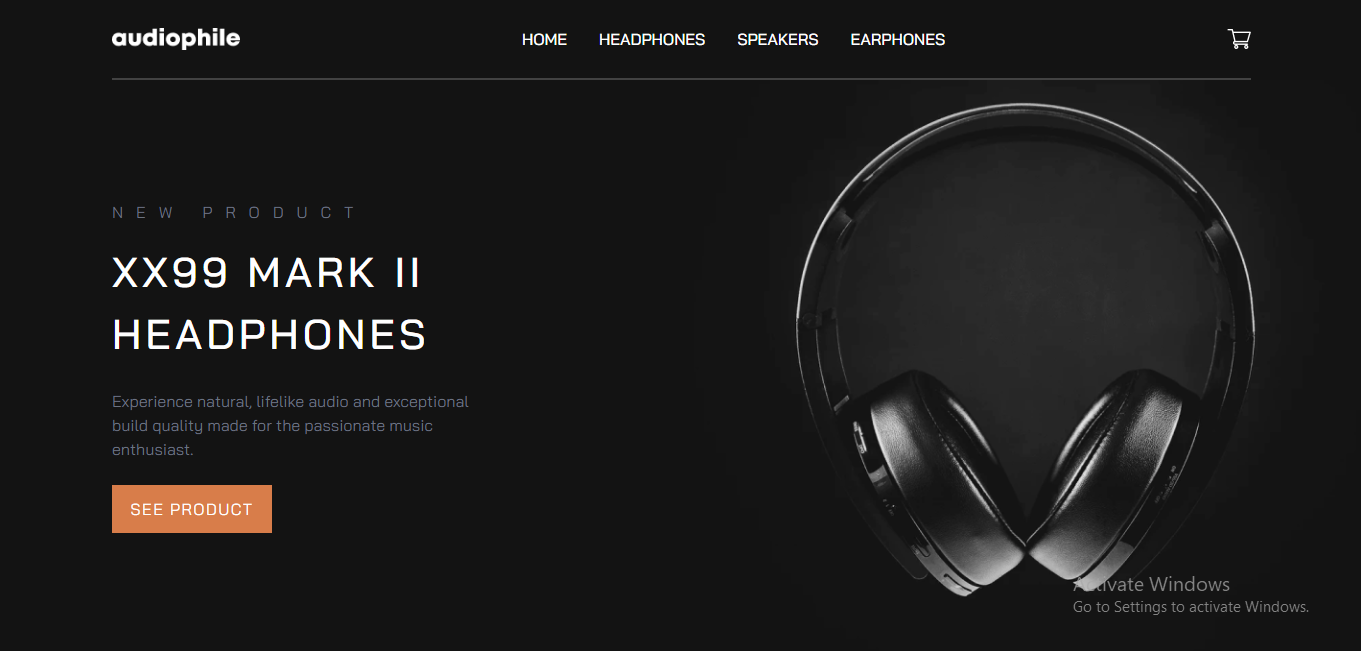 audiophile
HOME HEADPHONES SPEAKERS EARPHONES
NEW PRODUCT
XX99 MARK II
HEADPHONES
Experience natural, lifelike audio and exceptional
build quality made for the passionate music
enthusiast.
SEE PRODUCT
Activate Windows
Go to Settings to activate Windows.